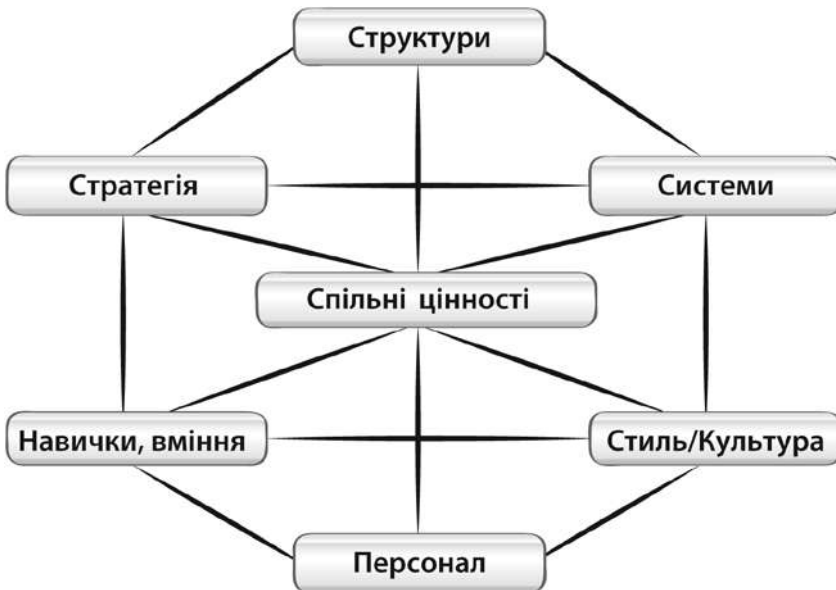 Структури
Стратегія
Системи
Спільні цінності
Навички, вміння
Стиль/Культура
Персонал